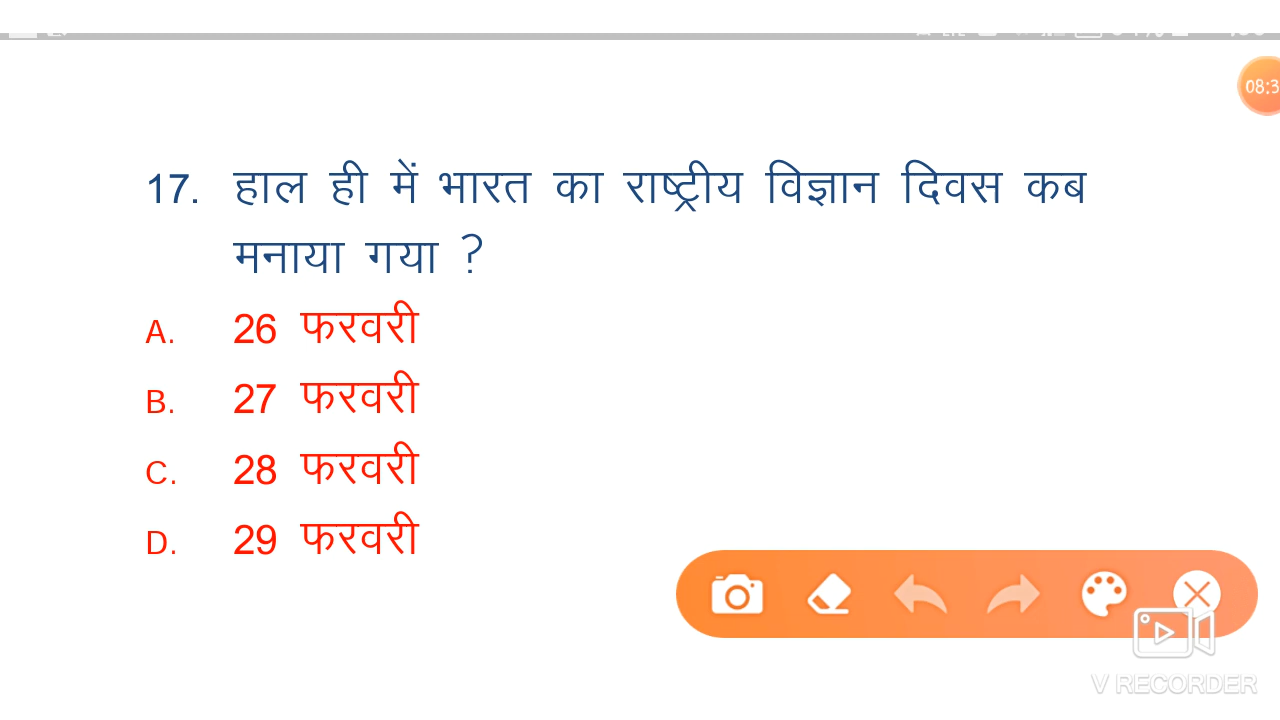 08:3
17. हाल ही में भारत का राष्ट्रीय विज्ञान दिवस कब
मनाया गया ?
A. 26 फरवरी
B. 27 फरवरी
C. 28 फरवरी
D. 29 फरवरी
V RECORDER